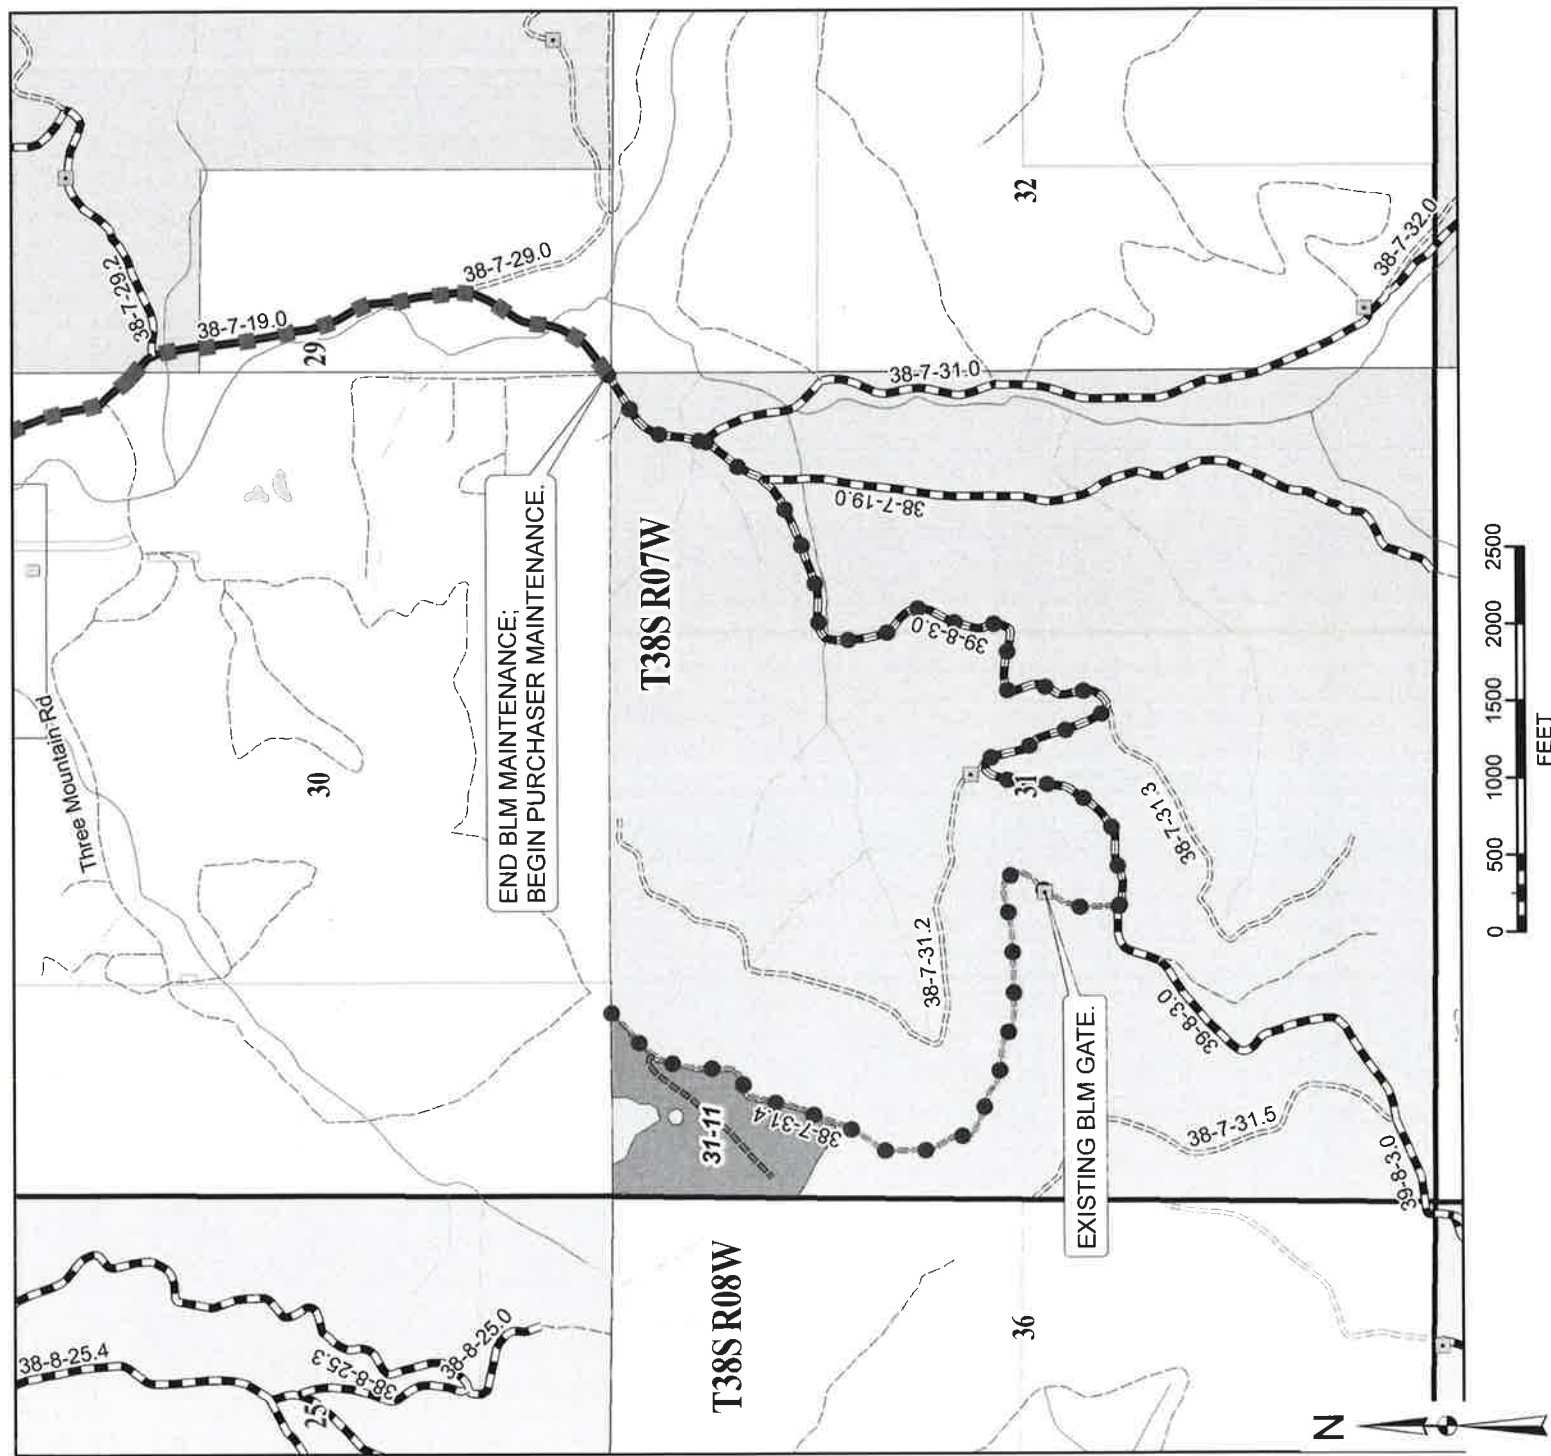 38-7-29.2
38-7-19.0
29
38-7-29.0
Three Mountain Rd
30
END BLM MAINTENANCE;
BEGIN PURCHASER MAINTENANCE.
38-8-25.4
38-8-25.3
38-8-25.0
25
T38S R07W
38-7-31.0
38-7-19.0
32
38-7-32.0
39-8-3.0
31
38-7-31.3
38-7-31.2
31-11
38-7-31.4
EXISTING BLM GATE.
39-8-3.0
38-7-31.5
39-8-3.0
T38S R08W
36
N
0 500 1000 1500 2000 2500
FEET